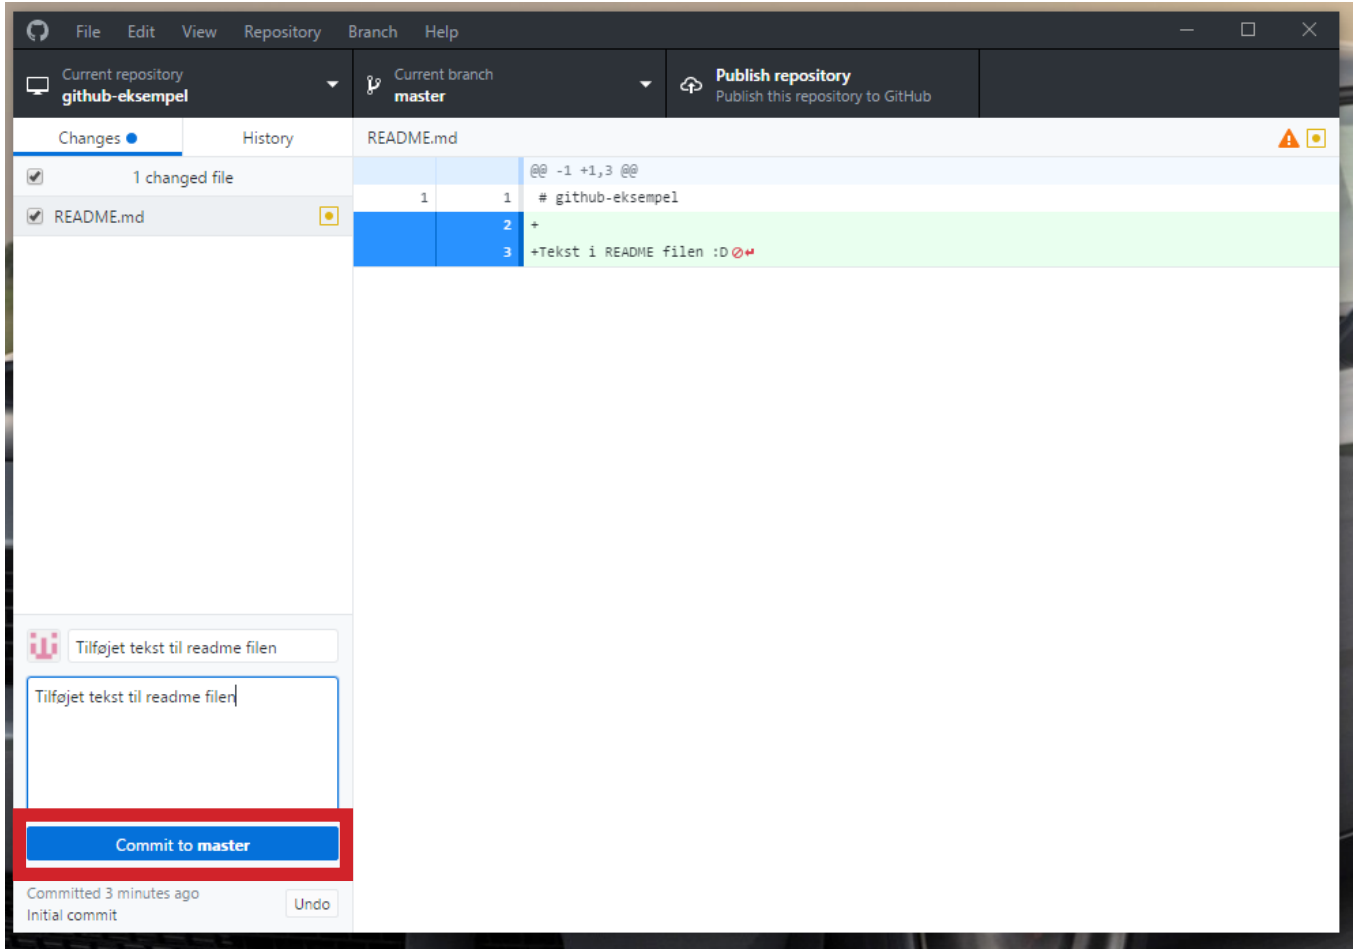 File Edit View Repository Branch Help
Current repository
github-eksempel
Current branch
master
Publish repository
Publish this repository to GitHub
Changes History
README.md
1 changed file
README.md
@@ -1 +1,3 @@
1 1 # github-eksempel
2 +
3 +Tekst i README filen :D
Tilføjet tekst til readme filen
Tilføjet tekst til readme filen
Commit to master
Committed 3 minutes ago
Initial commit
Undo